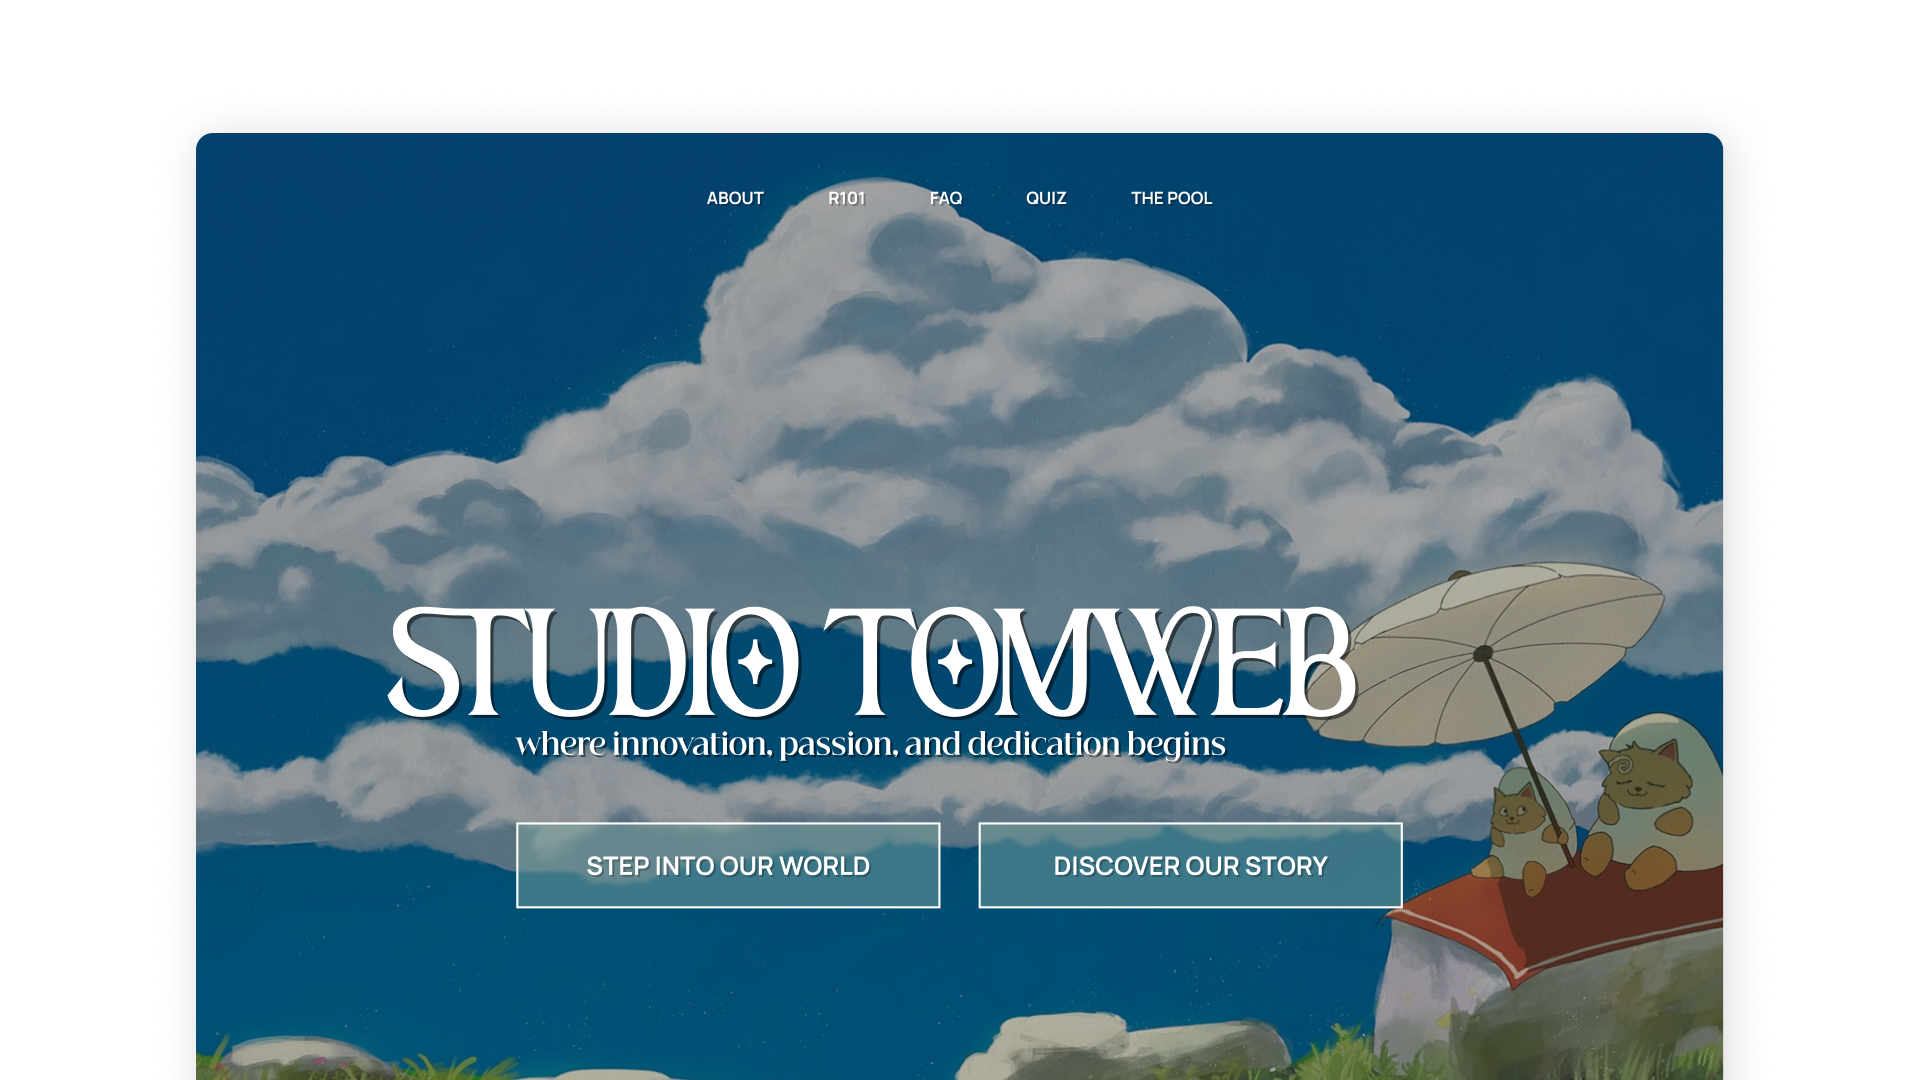 ABOUT R101 FAQ QUIZ THE POOL
STUDIO TOMWEB
where innovation, passion, and dedication begins
STEP INTO OUR WORLD DISCOVER OUR STORY